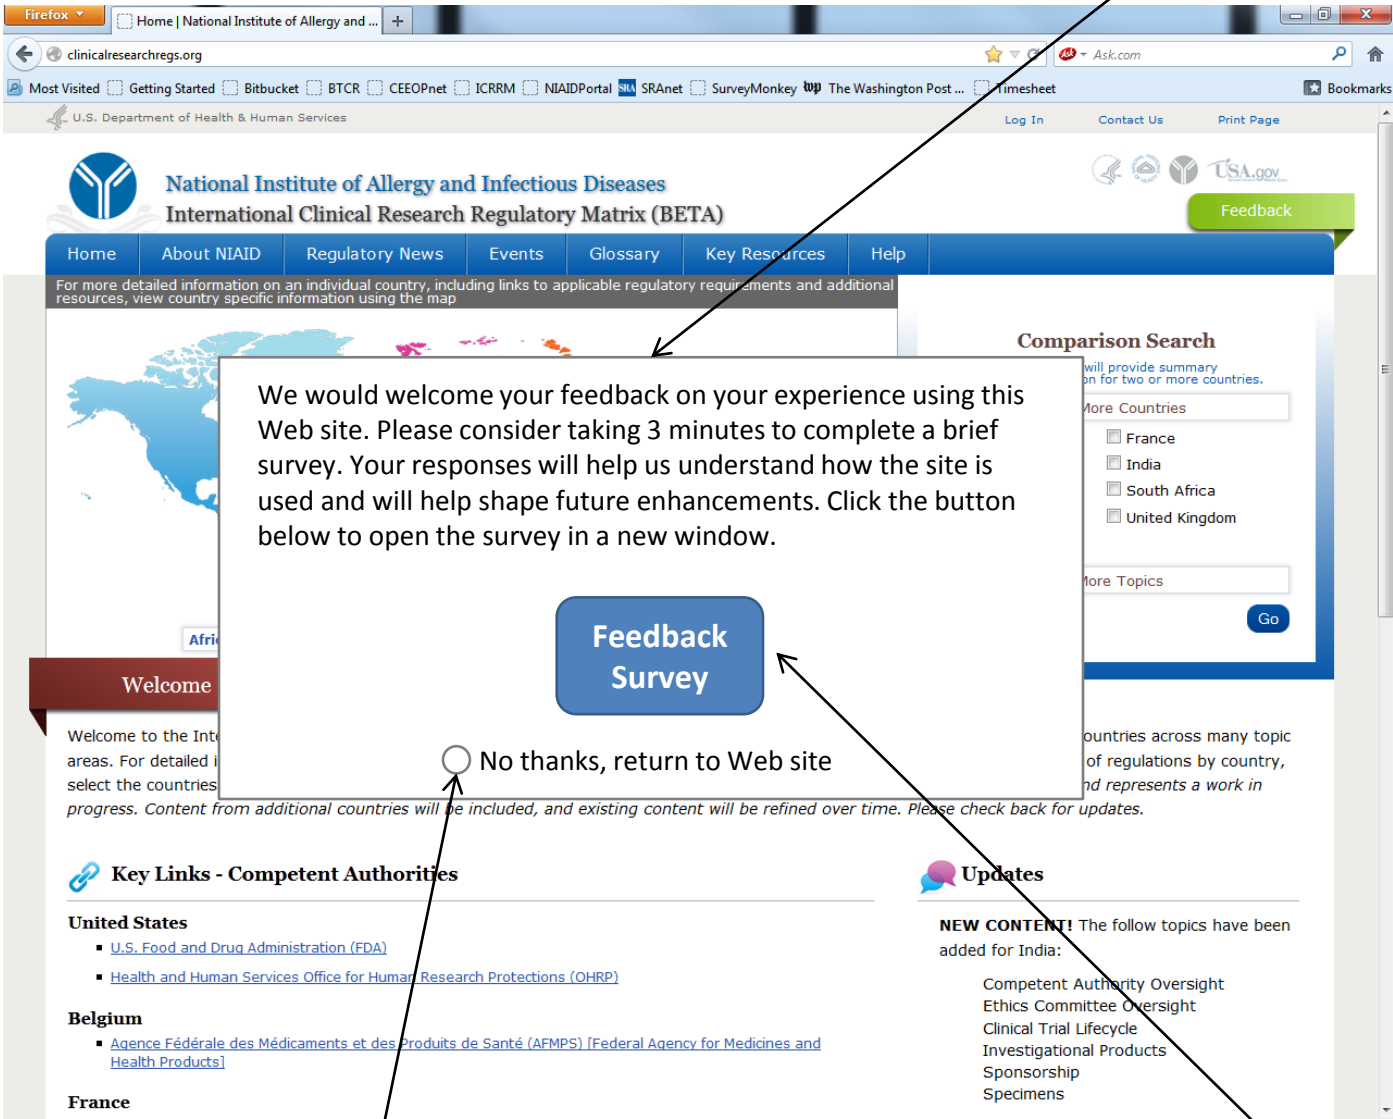 Firefox
Home | National Institute of Allergy and ...
clinicalresearchregs.org
Ask.com
Most Visited Getting Started Bitbucket BTCR CEEOPnet ICRRM NIAIDPortal SRA SRAnet SurveyMonkey wp The Washington Post ... Timesheet Bookmarks
U.S. Department of Health & Human Services
Log In Contact Us Print Page
National Institute of Allergy and Infectious Diseases
International Clinical Research Regulatory Matrix (BETA)
USA.gov
Feedback
Home About NIAID Regulatory News Events Glossary Key Resources Help
For more detailed information on an individual country, including links to applicable regulatory requirements and additional
resources, view country specific information using the map
Comparison Search
will provide summary
on for two or more countries.
More Countries
France
India
South Africa
United Kingdom
More Topics
Go
We would welcome your feedback on your experience using this
Web site. Please consider taking 3 minutes to complete a brief
survey. Your responses will help us understand how the site is
used and will help shape future enhancements. Click the button
below to open the survey in a new window.
Feedback
Survey
No thanks, return to Web site
Afric
Welcome
Welcome to the Inte
ountries across many topic
areas. For detailed i
of regulations by country,
select the countries
nd represents a work in
progress. Content from additional countries will be included, and existing content will be refined over time. Please check back for updates.
Key Links - Competent Authorities
United States
U.S. Food and Drug Administration (FDA)
Health and Human Services Office for Human Research Protections (OHRP)
Belgium
Agence Fédérale des Médicaments et des Produits de Santé (AFMPS) [Federal Agency for Medicines and
Health Products]
France
Updates
NEW CONTENT! The follow topics have been
added for India:
Competent Authority Oversight
Ethics Committee Oversight
Clinical Trial Lifecycle
Investigational Products
Sponsorship
Specimens